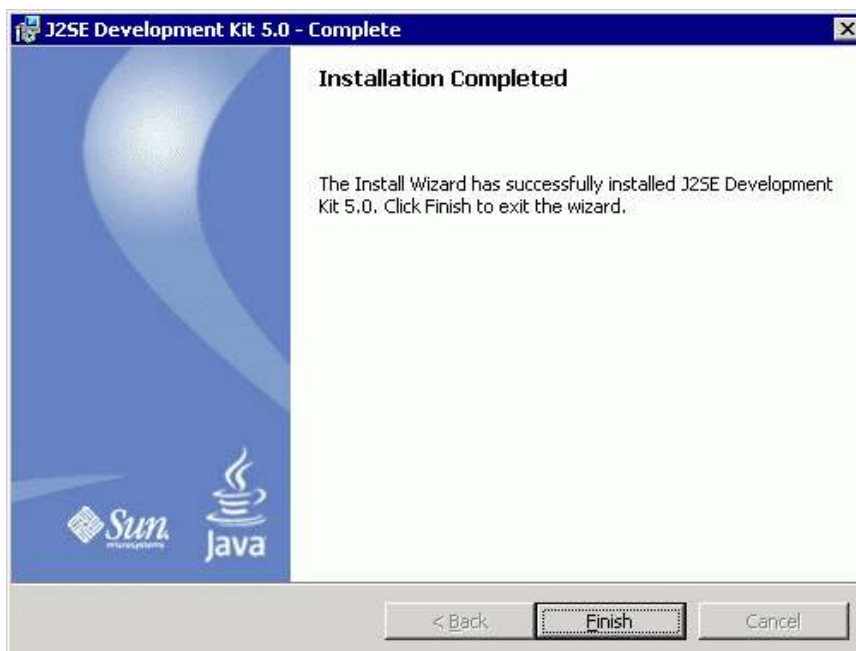 J2SE Development Kit 5.0 - Complete
Installation Completed
The Install Wizard has successfully installed J2SE Development
Kit 5.0. Click Finish to exit the wizard.
Sun
microsystems
Java
< Back
Finish
Cancel